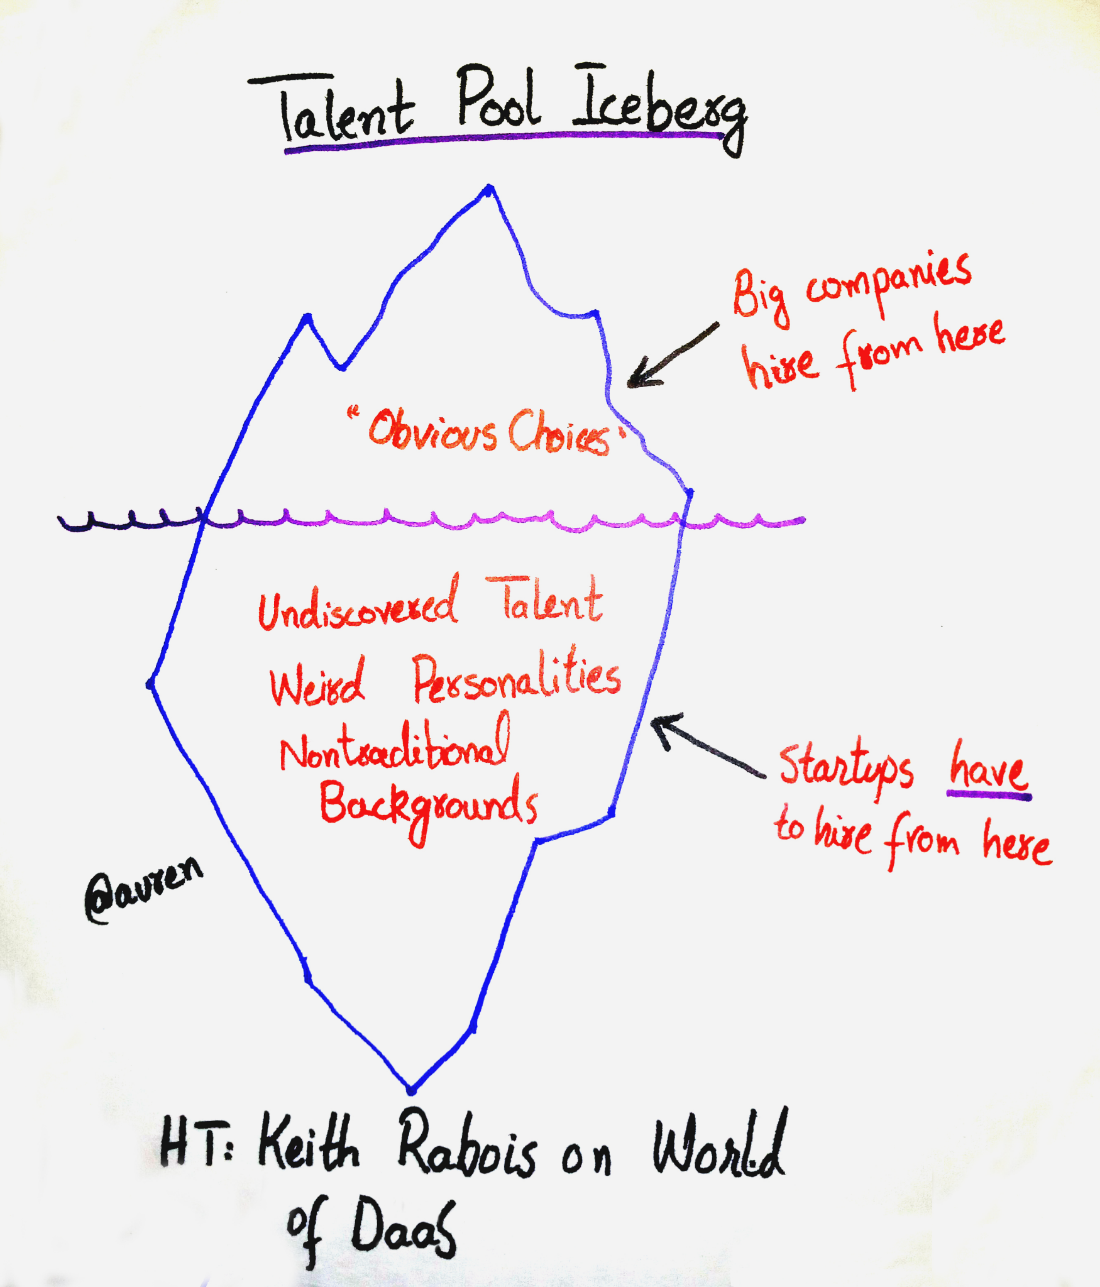 Talent Pool Iceberg
Big companies
hire from here
"Obvious Choices"
Undiscovered Talent
Weird Personalities
Nontraditional
Backgrounds
Startups have
to hire from here
@auren
HT: Keith Rabois on World
of DaaS